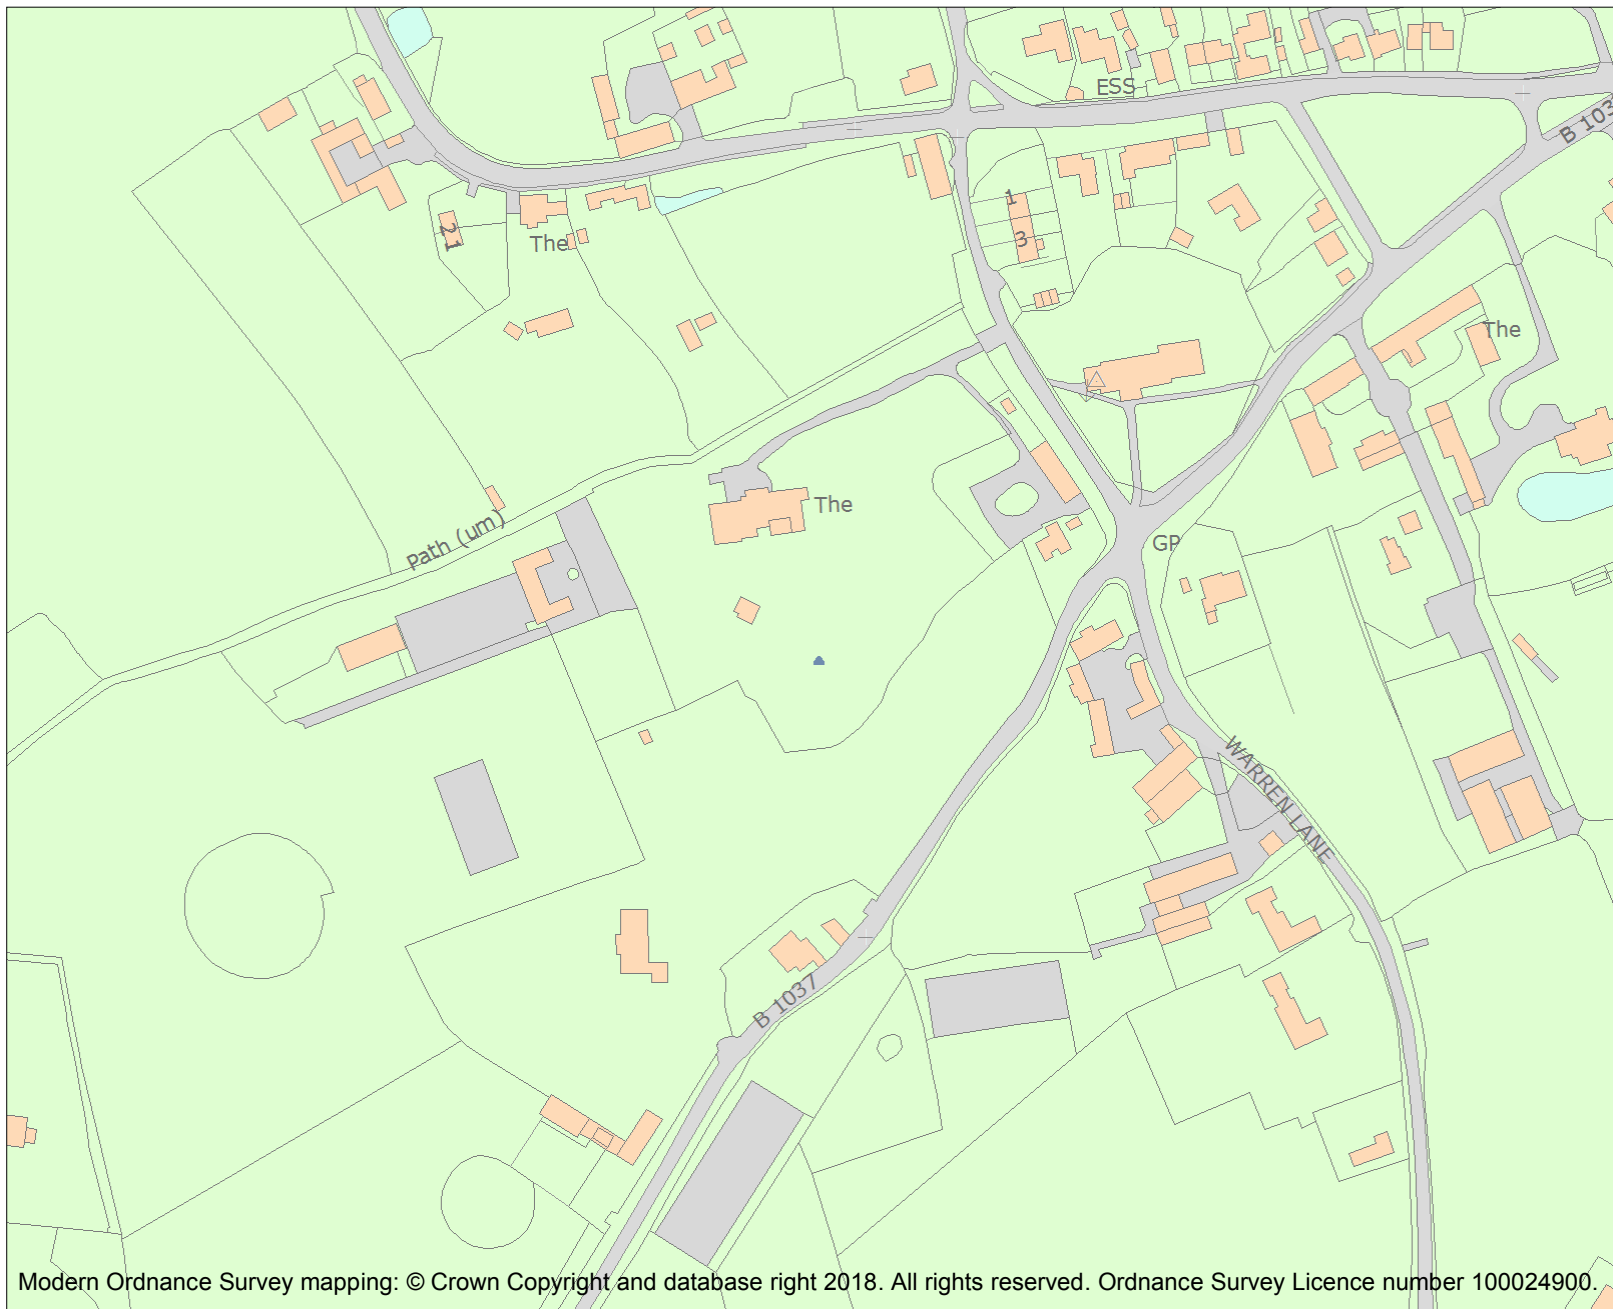 ESS
B 103
1
3
21
The
The
The
Path (um)
GP
WARREN LANE
B 1037
Modern Ordnance Survey mapping: © Crown Copyright and database right 2018. All rights reserved. Ordnance Survey Licence number 100024900.